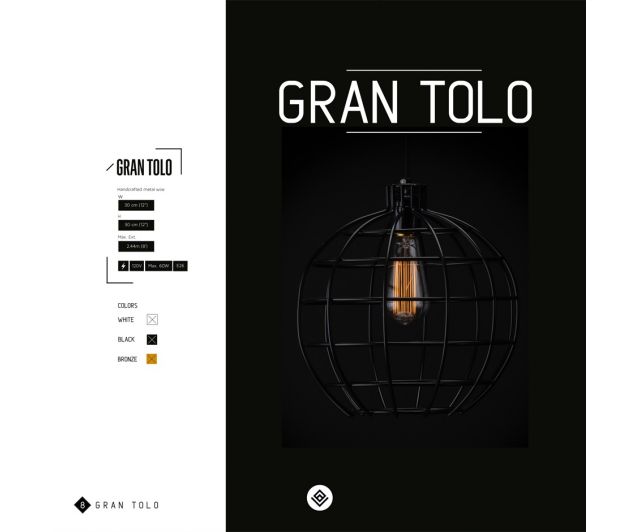 GRAN TOLO
Handcrafted metal wire
W
30 cm (12")
H
30 cm (12")
Max. Ext
2.44m (8')
120V Max. 60W E26
COLORS
WHITE
BLACK
BRONZE
8 GRAN TOLO
GRAN TOLO